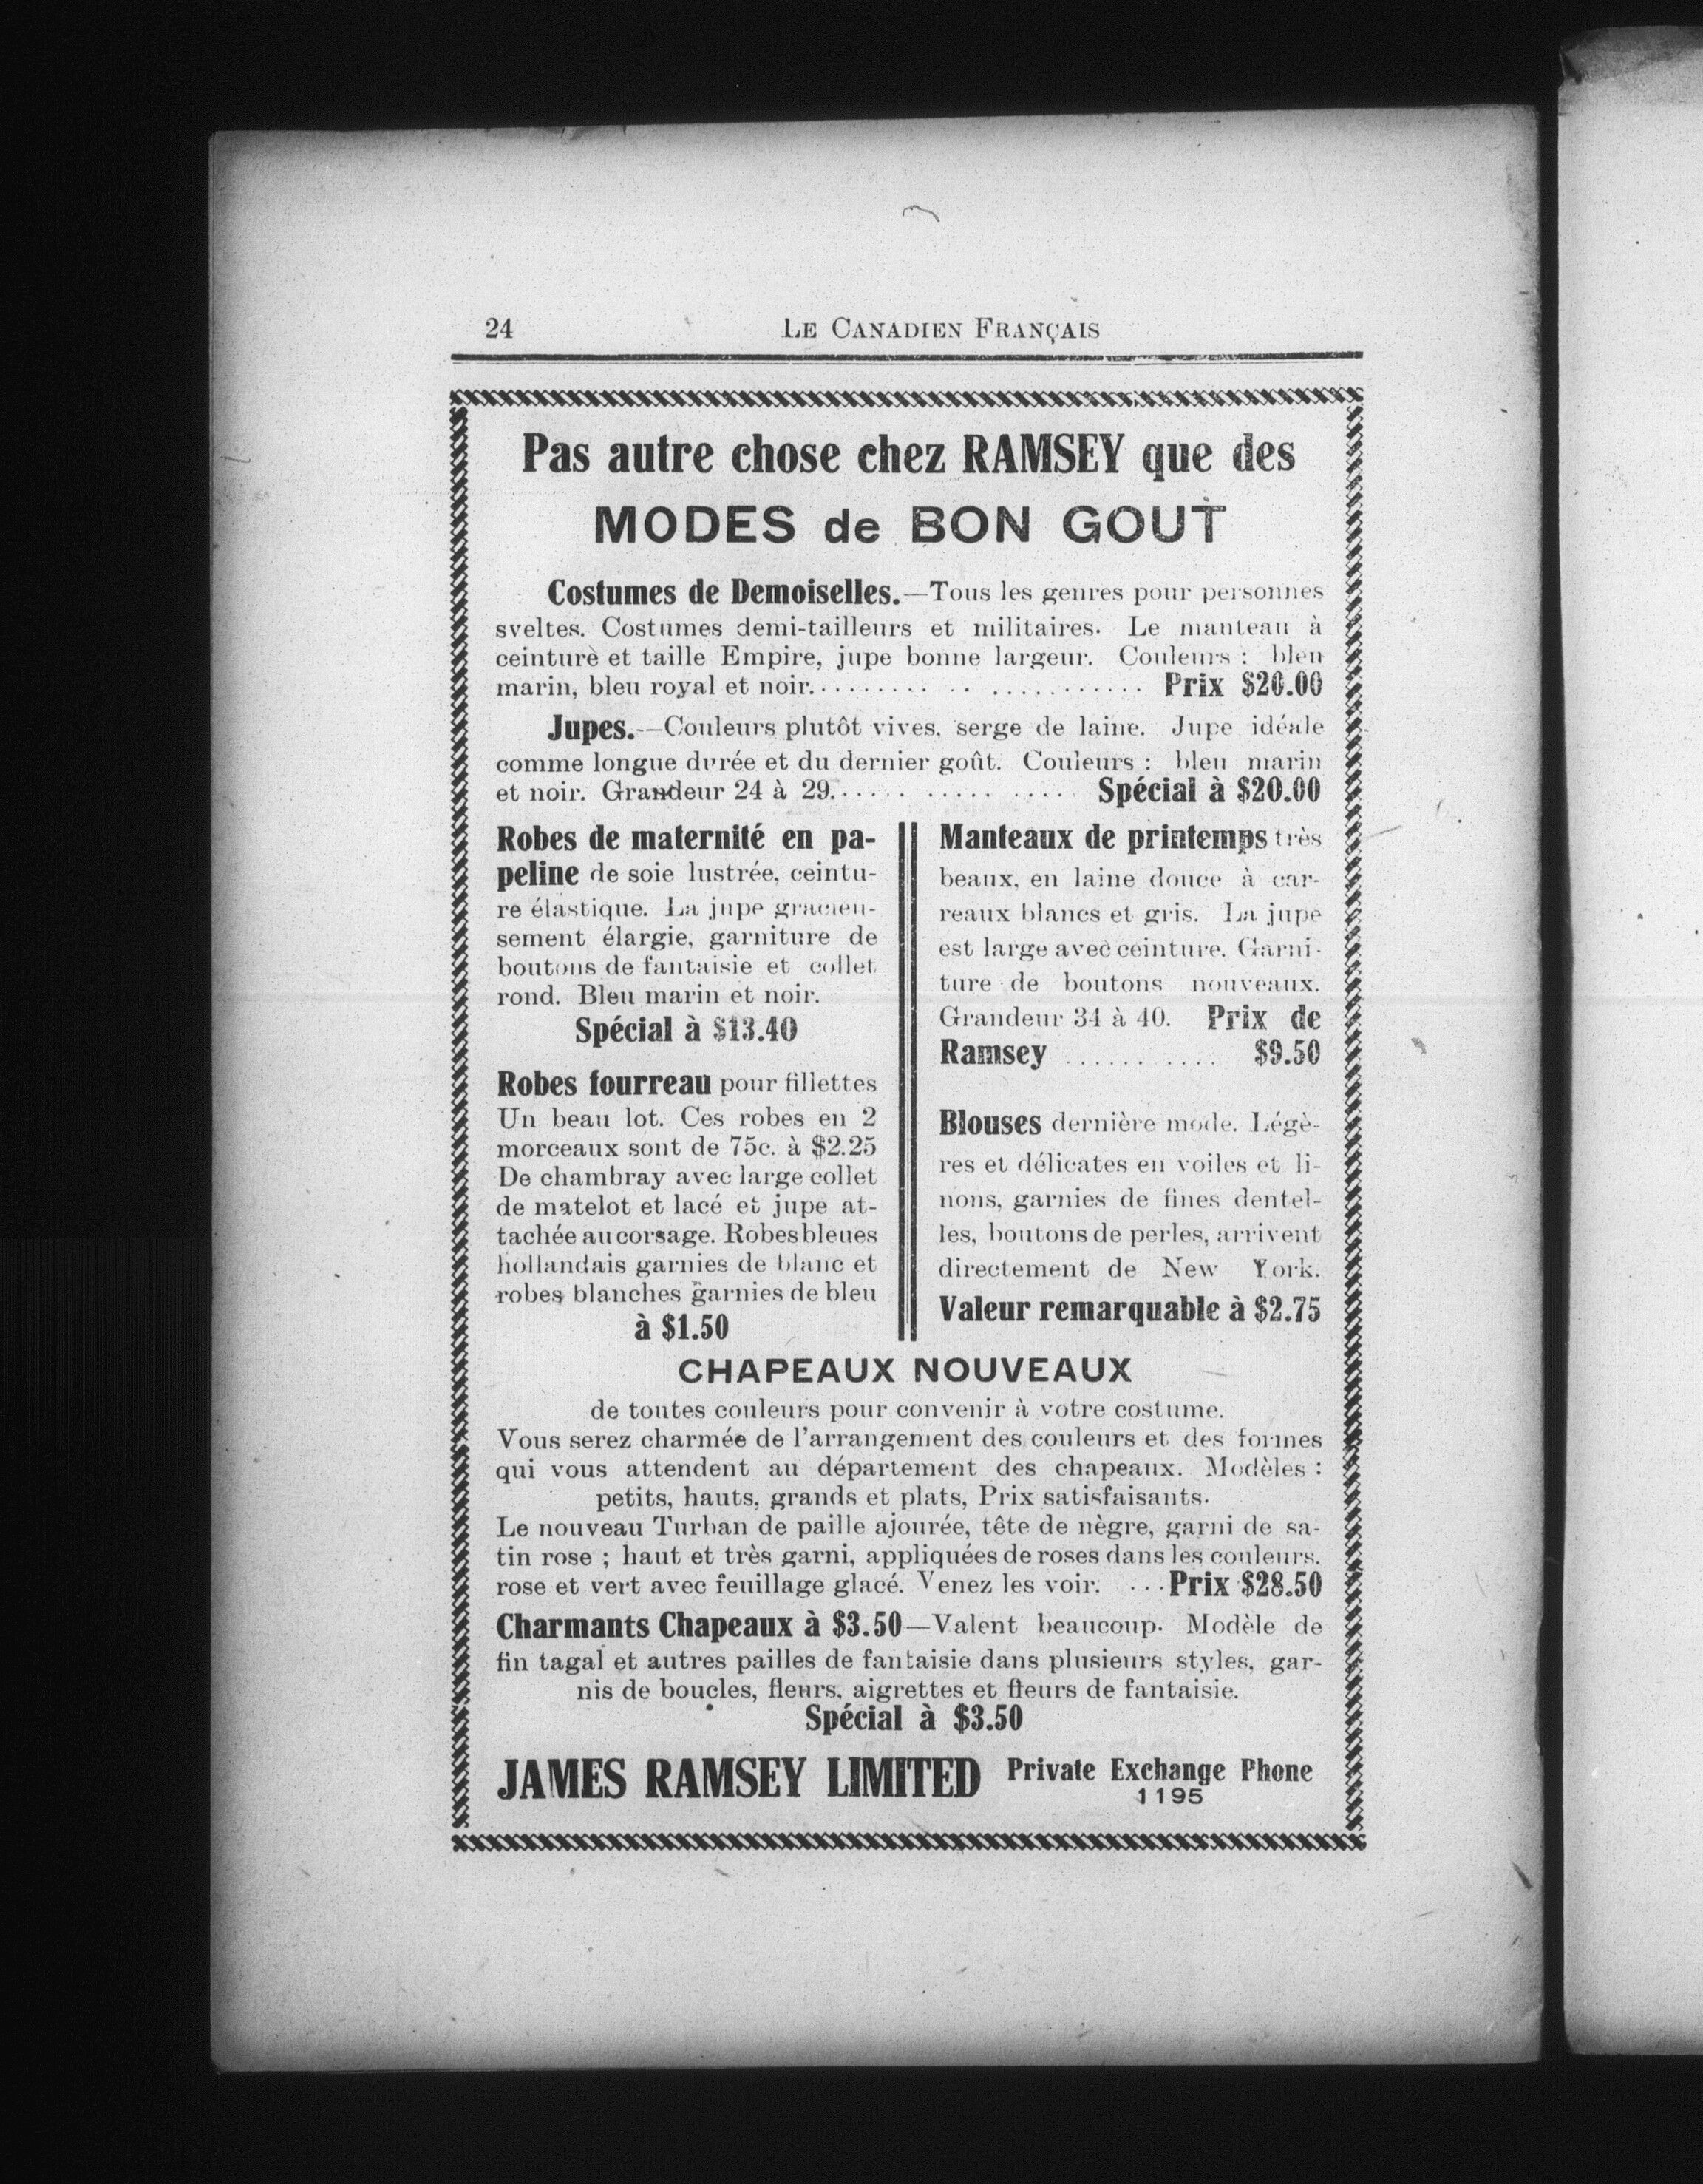 24
LE CANADIEN FRANÇAIS
Pas autre chose chez RAMSEY que des
MODES de BON GOUT
Costumes de Demoiselles.—Tous les genres pour personnes
sveltes. Costumes demi-tailleurs et militaires. Le manteau à
ceinture et taille Empire, jupe bonne largeur. Couleurs : bleu
marin, bleu royal et noir. . . . . . . . . . . . . . . . . . . . . . Prix $20.00
Jupes.—Couleurs plutôt vives, serge de laine. Jupe idéale
comme longue durée et du dernier goût. Couleurs : bleu marin
et noir. Grandeur 24 à 29. . . . . . . . . . . . . . . Spécial à $20.00
Robes de maternité en pa-
peline de soie lustrée, ceintu-
re élastique. La jupe gracieu-
sement élargie, garniture de
boutons de fantaisie et collet
rond. Bleu marin et noir.
Spécial à $13.40
Robes fourreau pour fillettes
Un beau lot. Ces robes en 2
morceaux sont de 75c. à $2.25
De chambray avec large collet
de matelot et lacé et jupe at-
tachée au corsage. Robes bleues
hollandais garnies de blanc et
robes blanches garnies de bleu
à $1.50
Manteaux de printemps très
beaux, en laine douce à car-
reaux blancs et gris. La jupe
est large avec ceinture. Garni-
ture de boutons nouveaux.
Grandeur 34 à 40. Prix de
Ramsey . . . . . . . . . . . $9.50
Blouses dernière mode. Légè-
res et délicates en voiles et li-
nons, garnies de fines dentel-
les, boutons de perles, arrivent
directement de New York.
Valeur remarquable à $2.75
CHAPEAUX NOUVEAUX
de toutes couleurs pour convenir à votre costume.
Vous serez charmée de l'arrangement des couleurs et des formes
qui vous attendent au département des chapeaux. Modèles :
petits, hauts, grands et plats, Prix satisfaisants.
Le nouveau Turban de paille ajourée, tête de nègre, garni de sa-
tin rose ; haut et très garni, appliquées de roses dans les couleurs.
rose et vert avec feuillage glacé. Venez les voir. . . . Prix $28.50
Charmants Chapeaux à $3.50—Valent beaucoup. Modèle de
fin tagal et autres pailles de fantaisie dans plusieurs styles, gar-
nis de boucles, fleurs, aigrettes et fleurs de fantaisie.
Spécial à $3.50
JAMES RAMSEY LIMITED Private Exchange Phone
1195